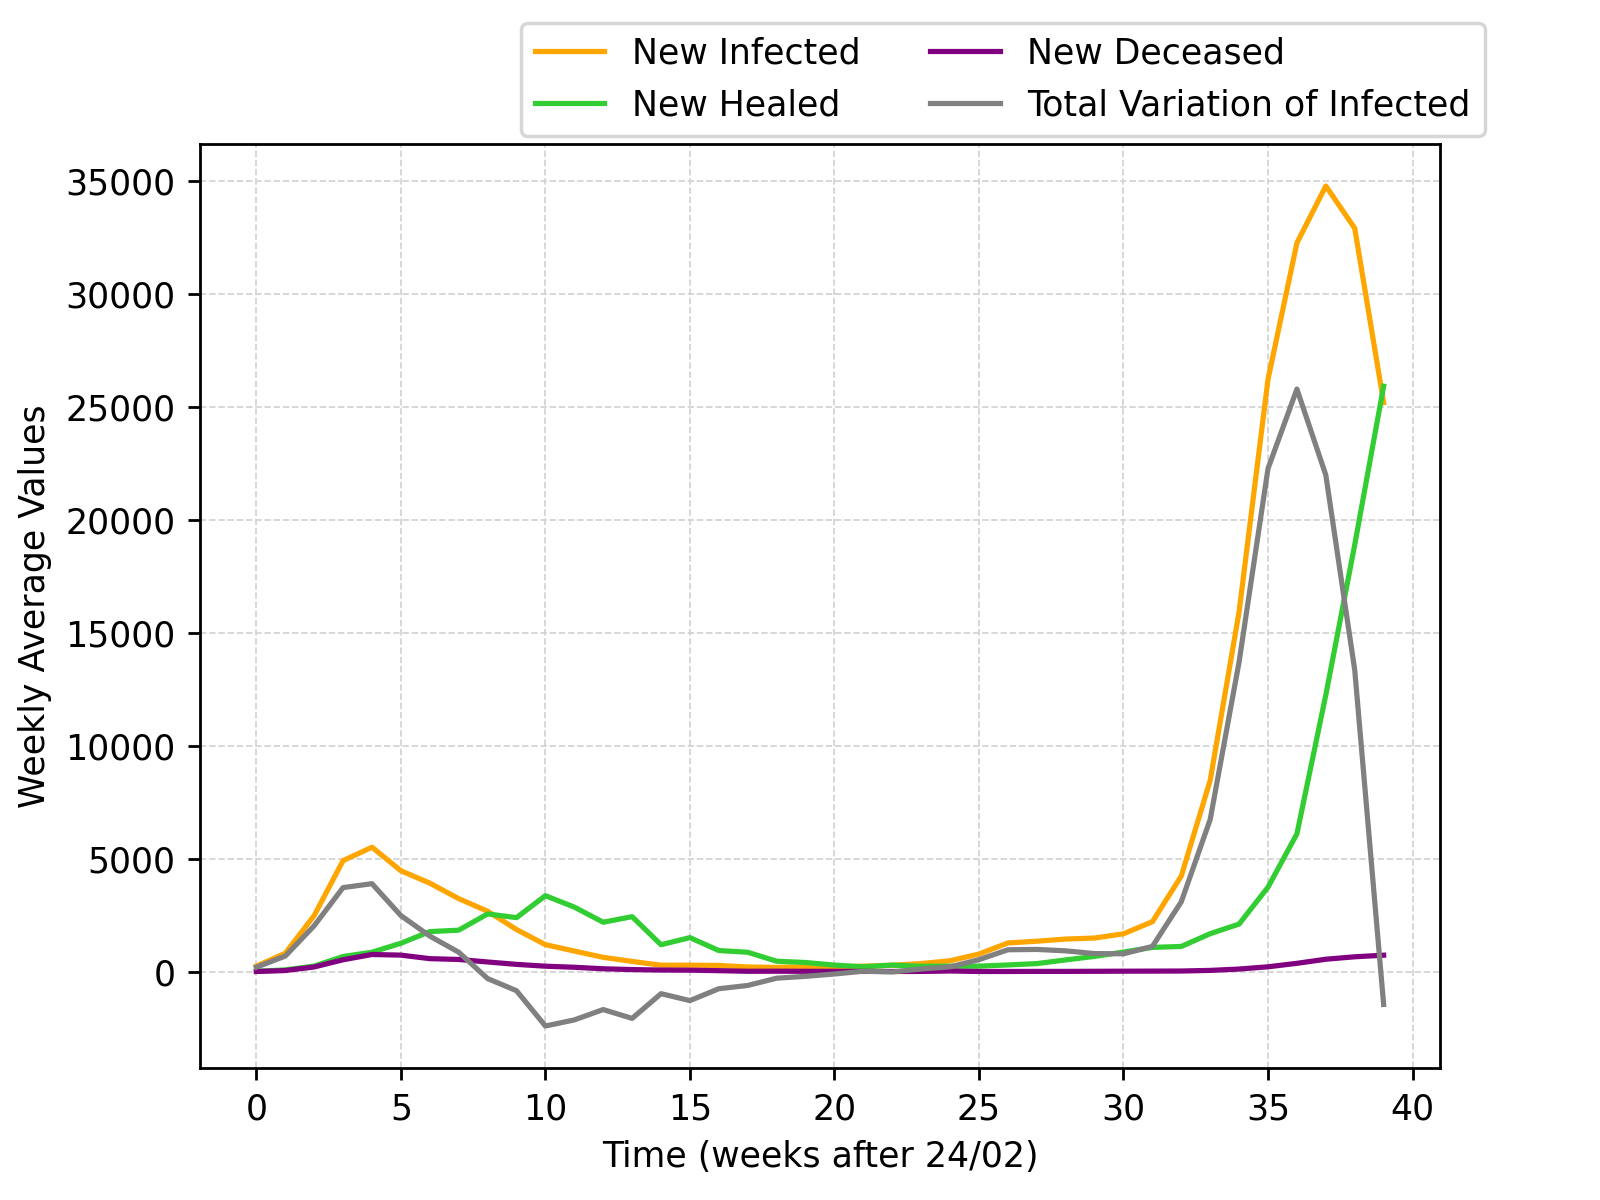 New Infected
New Healed
New Deceased
Total Variation of Infected
35000
30000
25000
20000
15000
10000
5000
0
Weekly Average Values
0 5 10 15 20 25 30 35 40
Time (weeks after 24/02)